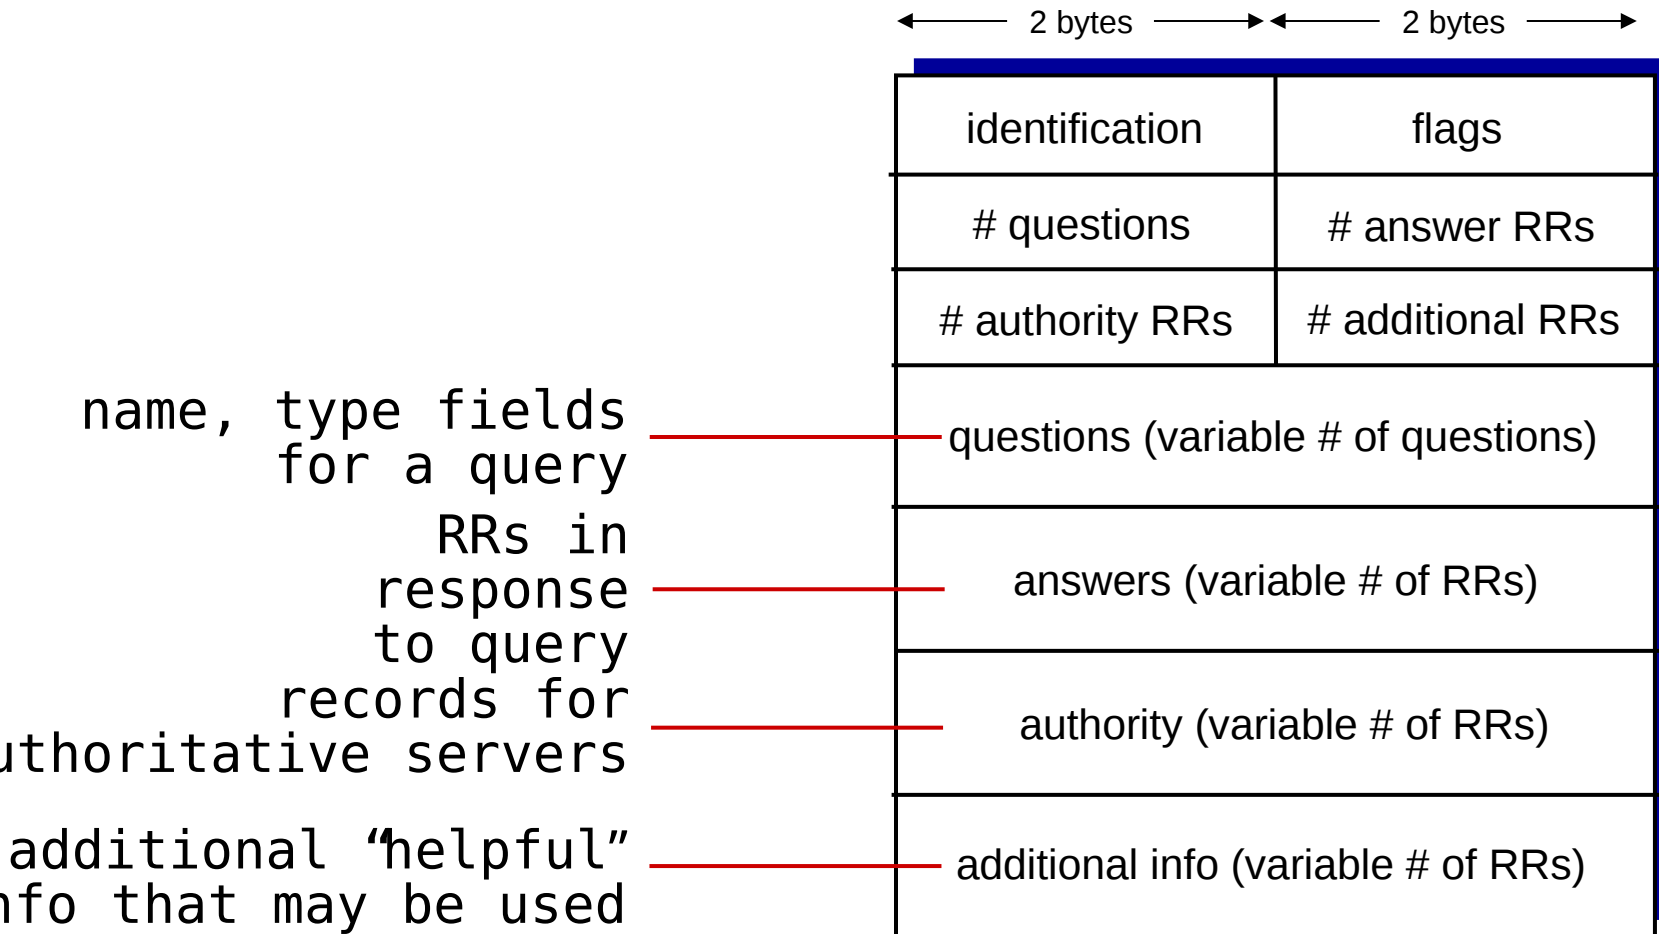 2 bytes 2 bytes
identification flags
# questions # answer RRs
# authority RRs # additional RRs
name, type fields
for a query
questions (variable # of questions)
RRs in
response
to query
answers (variable # of RRs)
records for
uthoritative servers
authority (variable # of RRs)
additional “helpful”
nfo that may be used
additional info (variable # of RRs)